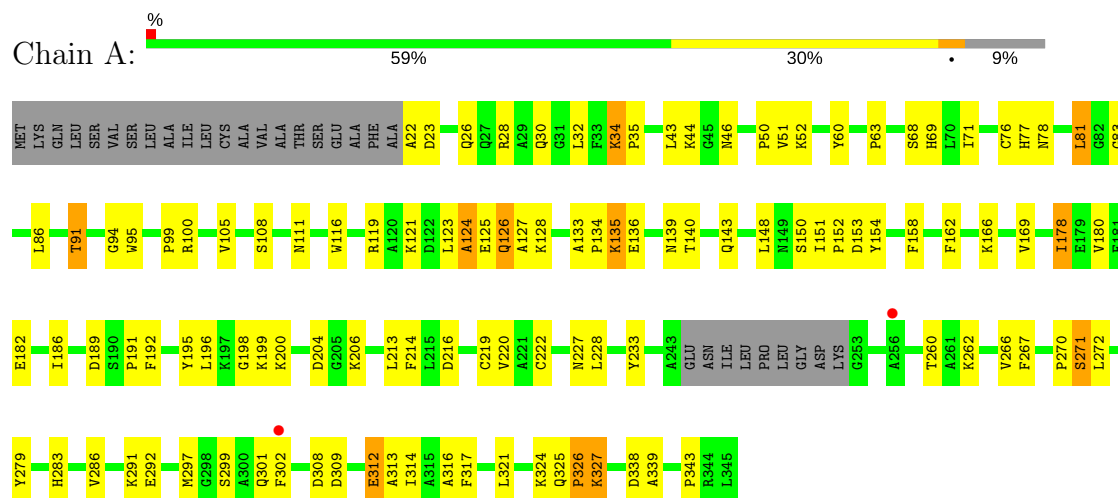 %
Chain A:
59% 30% • 9%
MET LYS GLN LEU SER VAL SER LEU ALA ILE LEU CYS ALA VAL ALA THR SER GLU ALA PHE ALA A22 D23 Q26 Q27 R28 A29 Q30 G31 L32 F33 K34 P35 L43 K44 G45 N46 P50 V51 K52 Y60 P63 S68 H69 L70 I71 C76 H77 N78 L81 G82
L86 T91 G94 W95 P99 R100 V105 S108 N111 W116 R119 A120 K121 D122 L123 A124 E125 Q126 A127 K128 A133 P134 K135 E136 N139 T140 Q143 L148 N149 S150 I151 P152 D153 Y154 F158 F162 K166 V169 I178 E179 V180
E182 I186 D189 S190 P191 F192 Y195 L196 K197 G198 K199 K200 D204 G205 K206 L213 F214 L215 D216 C219 V220 A221 C222 N227 L228 Y233 A243 GLU ASN ILE LEU PRO LEU GLY ASP LYS G253 A256 T260 A261 K262 V266 F267 P270 S271 L272
Y279 H283 V286 K291 E292 M297 G298 S299 A300 Q301 F302 D308 D309 E312 A313 I314 A315 A316 F317 L321 K324 Q325 P326 K327 D338 A339 P343 R344 L345